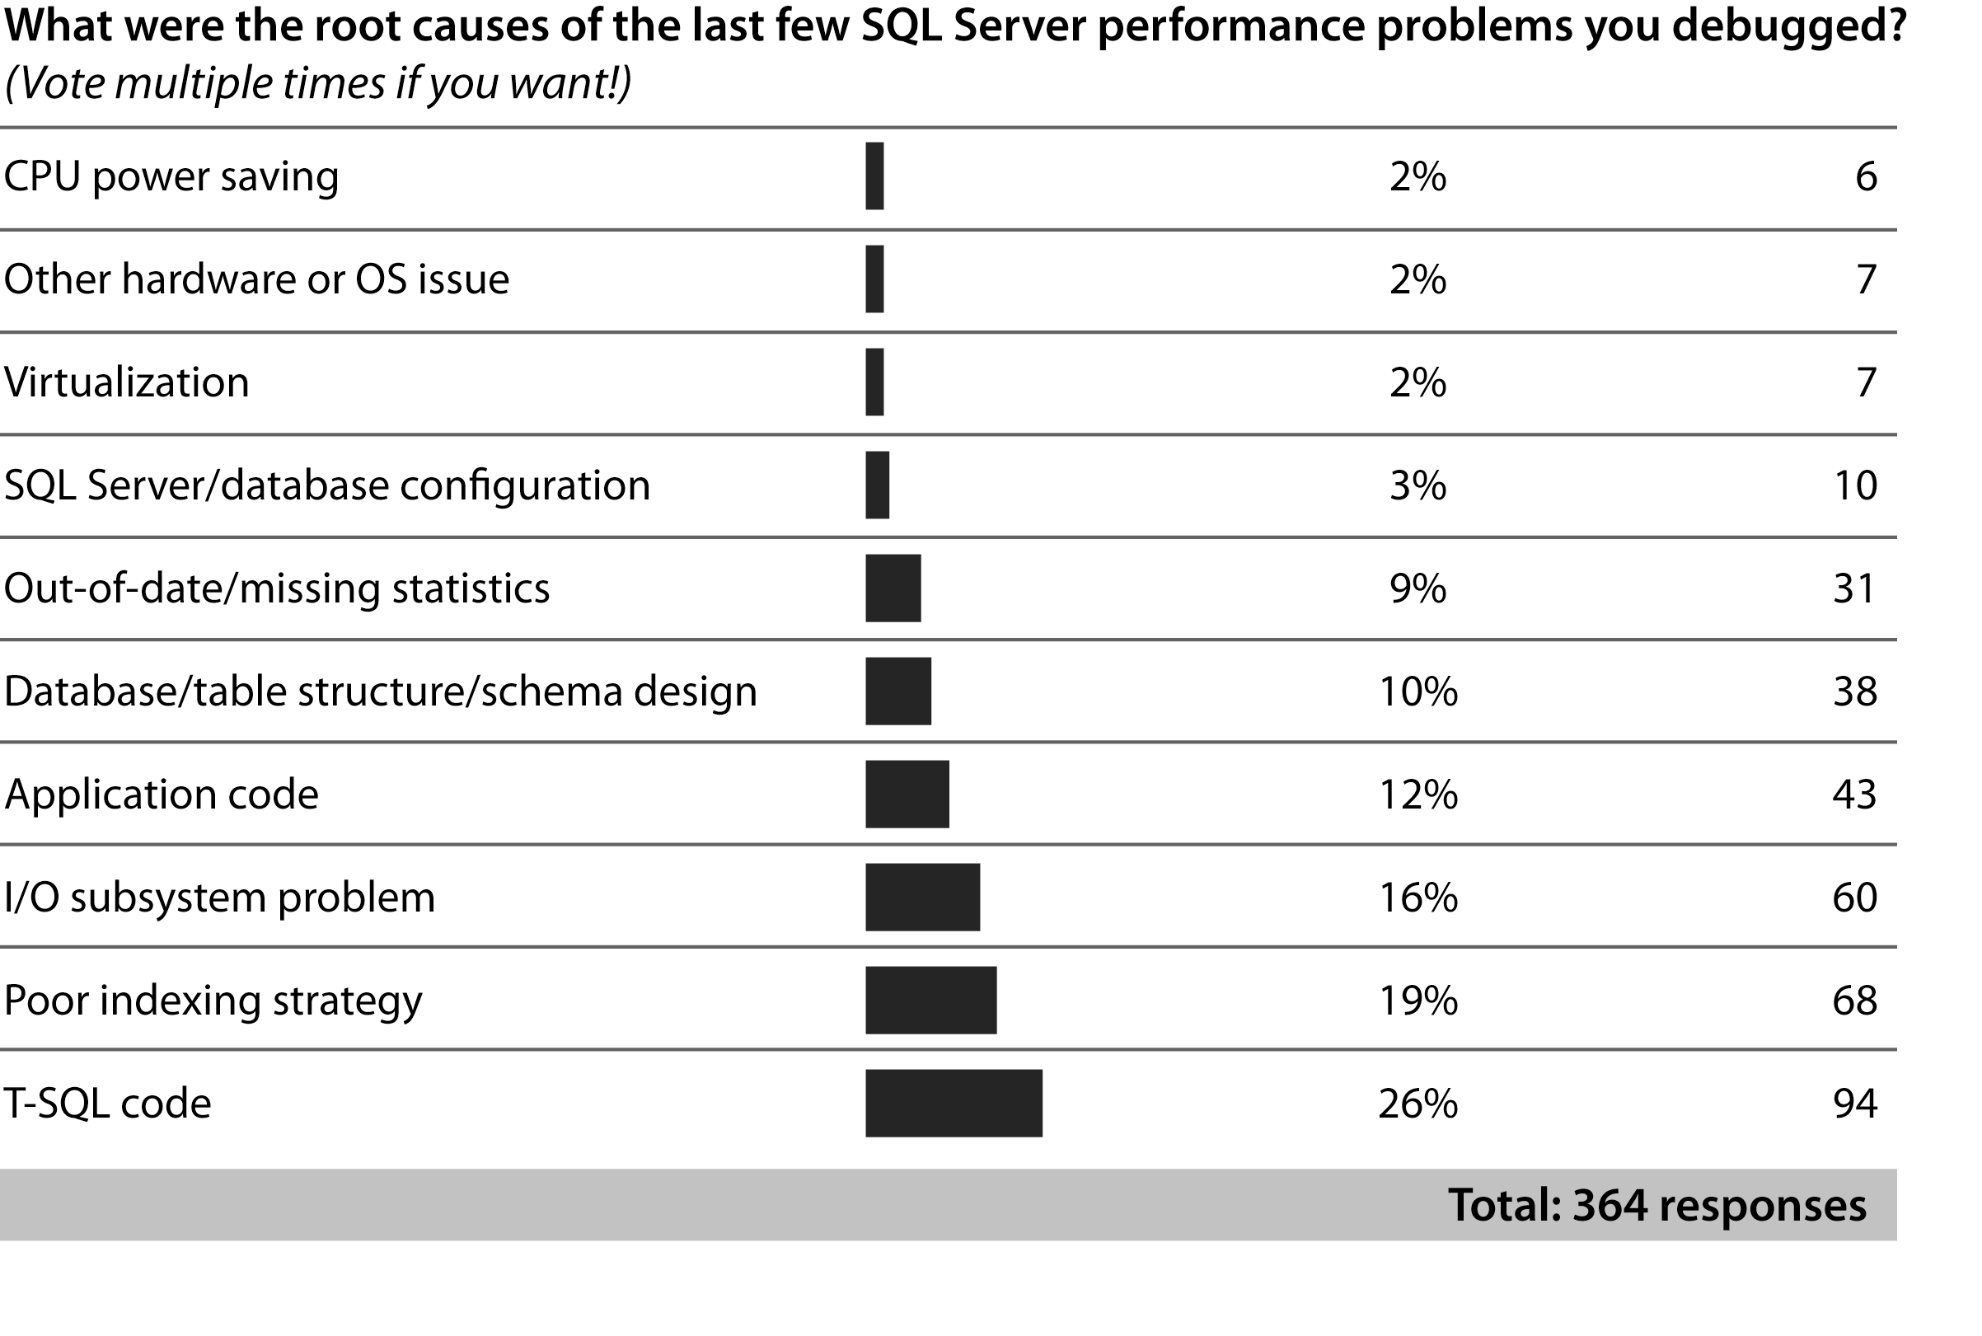 What were the root causes of the last few SQL Server performance problems you debugged?
(Vote multiple times if you want!)
CPU power saving 2% 6
Other hardware or OS issue 2% 7
Virtualization 2% 7
SQL Server/database configuration 3% 10
Out-of-date/missing statistics 9% 31
Database/table structure/schema design 10% 38
Application code 12% 43
I/O subsystem problem 16% 60
Poor indexing strategy 19% 68
T-SQL code 26% 94
Total: 364 responses